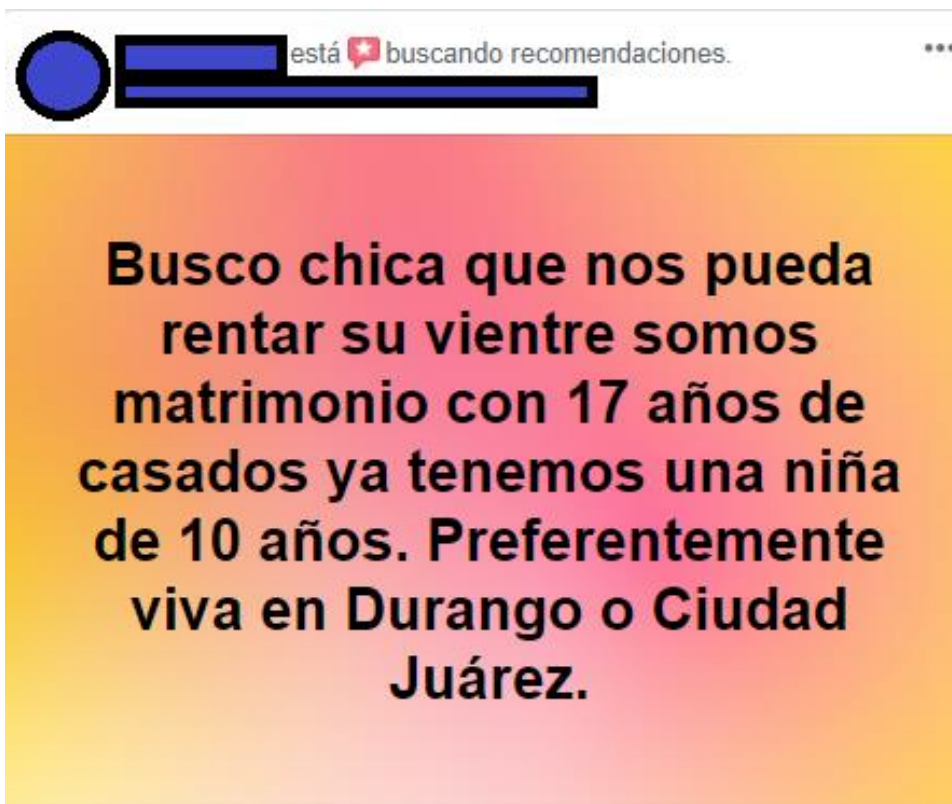 está buscando recomendaciones.
Busco chica que nos pueda
rentar su vientre somos
matrimonio con 17 años de
casados ya tenemos una niña
de 10 años. Preferentemente
viva en Durango o Ciudad
Juárez.